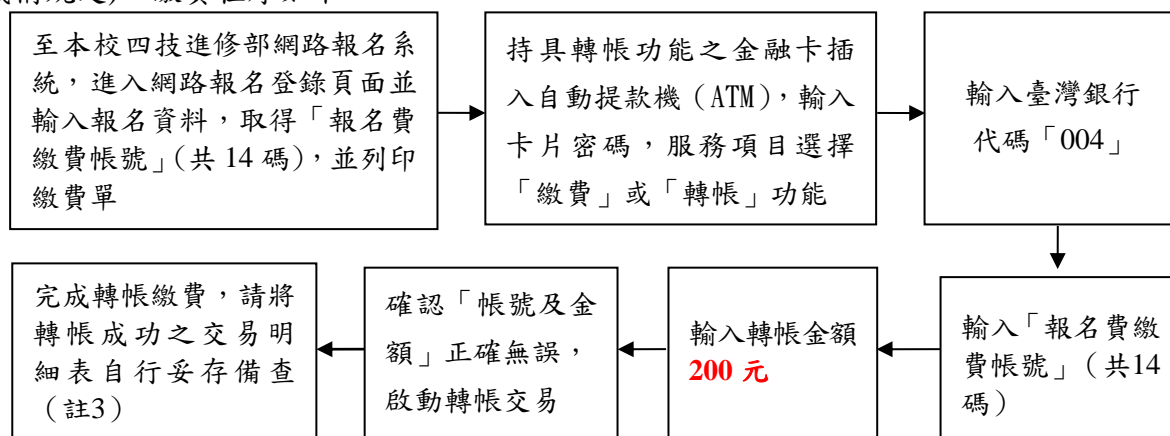 至本校四技進修部網路報名系
統，進入網路報名登錄頁面並
輸入報名資料，取得「報名費
繳費帳號」(共 14 碼)，並列印
繳費單
持具轉帳功能之金融卡插
入自動提款機（ATM），輸入
卡片密碼，服務項目選擇
「繳費」或「轉帳」功能
輸入臺灣銀行
代碼「004」
輸入「報名費繳
費帳號」（共14
碼）
輸入轉帳金額
200 元
確認「帳號及金
額」正確無誤，
啟動轉帳交易
完成轉帳繳費，請將
轉帳成功之交易明
細表自行妥存備查
（註3）